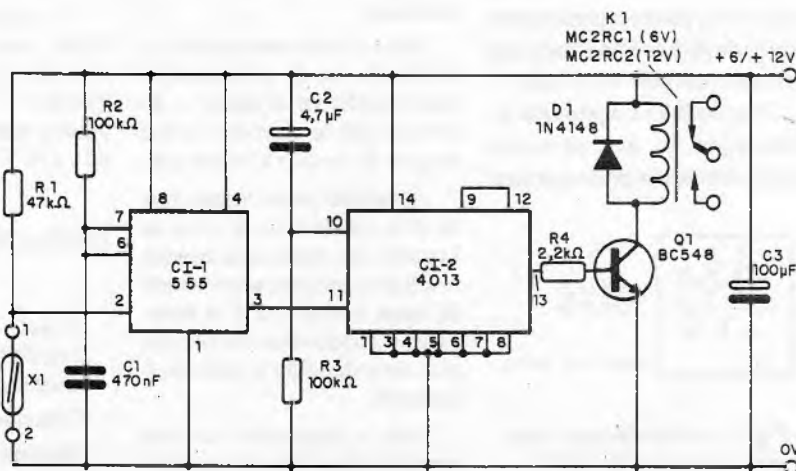 K1
MC2RC1 (6V)
MC2RC2 (12V)
+6/+12V
R2
100kΩ
C2
4,7µF
D1
1N4148
R1
47kΩ
8
4
14
9
12
7
6
2
CI-1
555
3
1
10
11
CI-2
4013
13
R4
2,2kΩ
Q1
BC548
C3
100µF
1
3
4
5
6
7
8
1
X1
2
C1
470nF
R3
100kΩ
0V